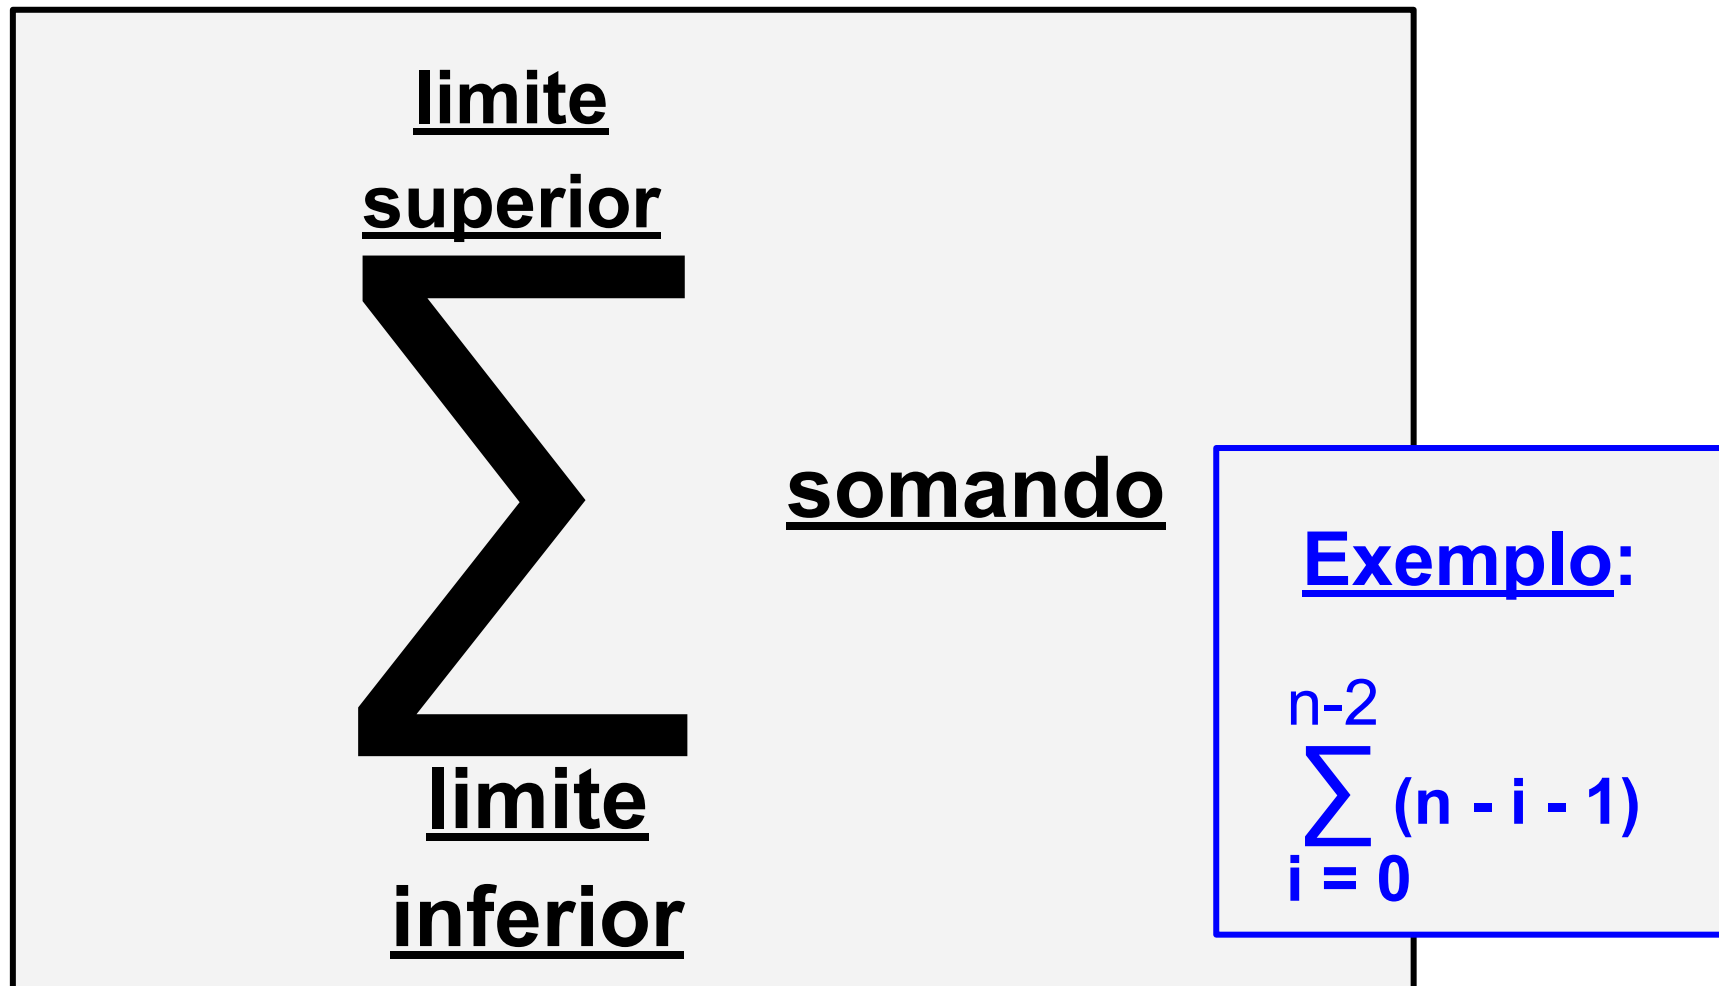 limite
superior
∑
somando
limite
inferior
Exemplo:
n-2
∑ (n - i - 1)
i = 0